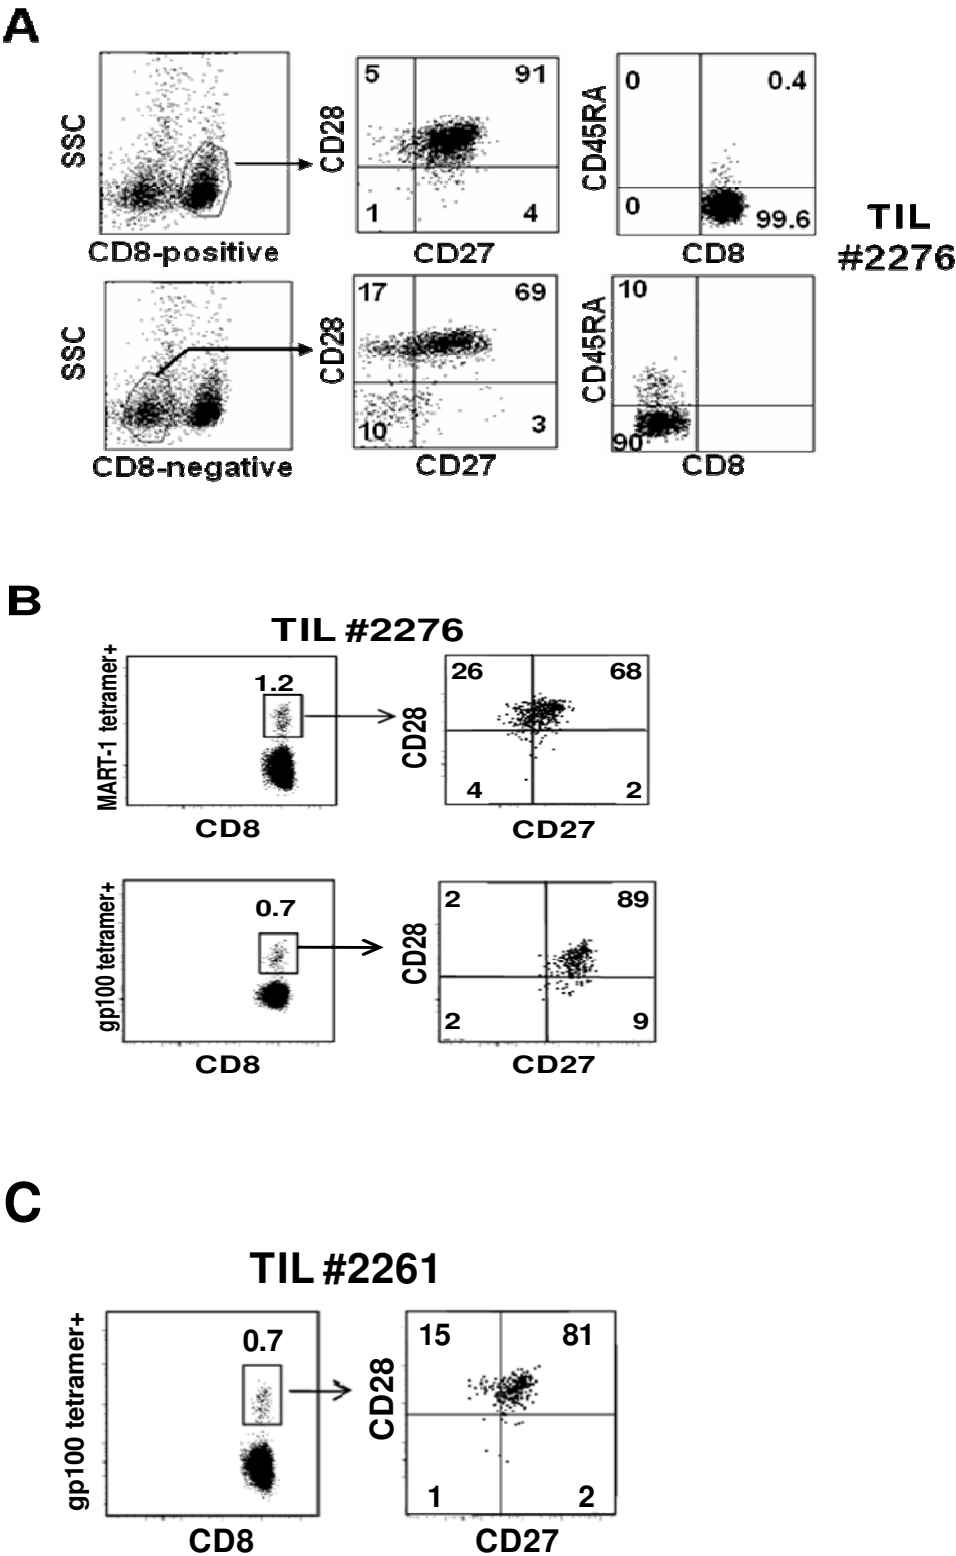 A
SSC
CD8-positive
CD28
5
91
1
4
CD27
CD45RA
0
0.4
0
99.6
CD8
TIL
#2276
SSC
CD8-negative
CD28
17
69
10
3
CD27
CD45RA
10
90
CD8
B
TIL #2276
MART-1 tetramer+
1.2
CD8
CD28
26
68
4
2
CD27
gp100 tetramer+
0.7
CD8
CD28
2
89
2
9
CD27
C
TIL #2261
gp100 tetramer+
0.7
CD8
CD28
15
81
1
2
CD27